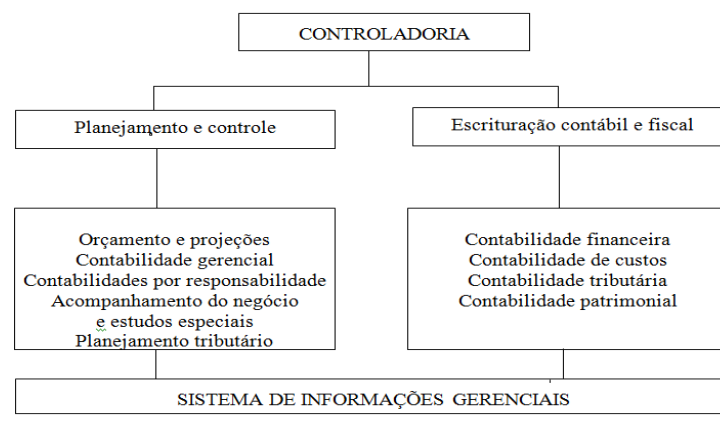 CONTROLADORIA
Planejamento e controle
Escrituração contábil e fiscal
Orçamento e projeções
Contabilidade gerencial
Contabilidades por responsabilidade
Acompanhamento do negócio
e estudos especiais
Planejamento tributário
Contabilidade financeira
Contabilidade de custos
Contabilidade tributária
Contabilidade patrimonial
SISTEMA DE INFORMAÇÕES GERENCIAIS